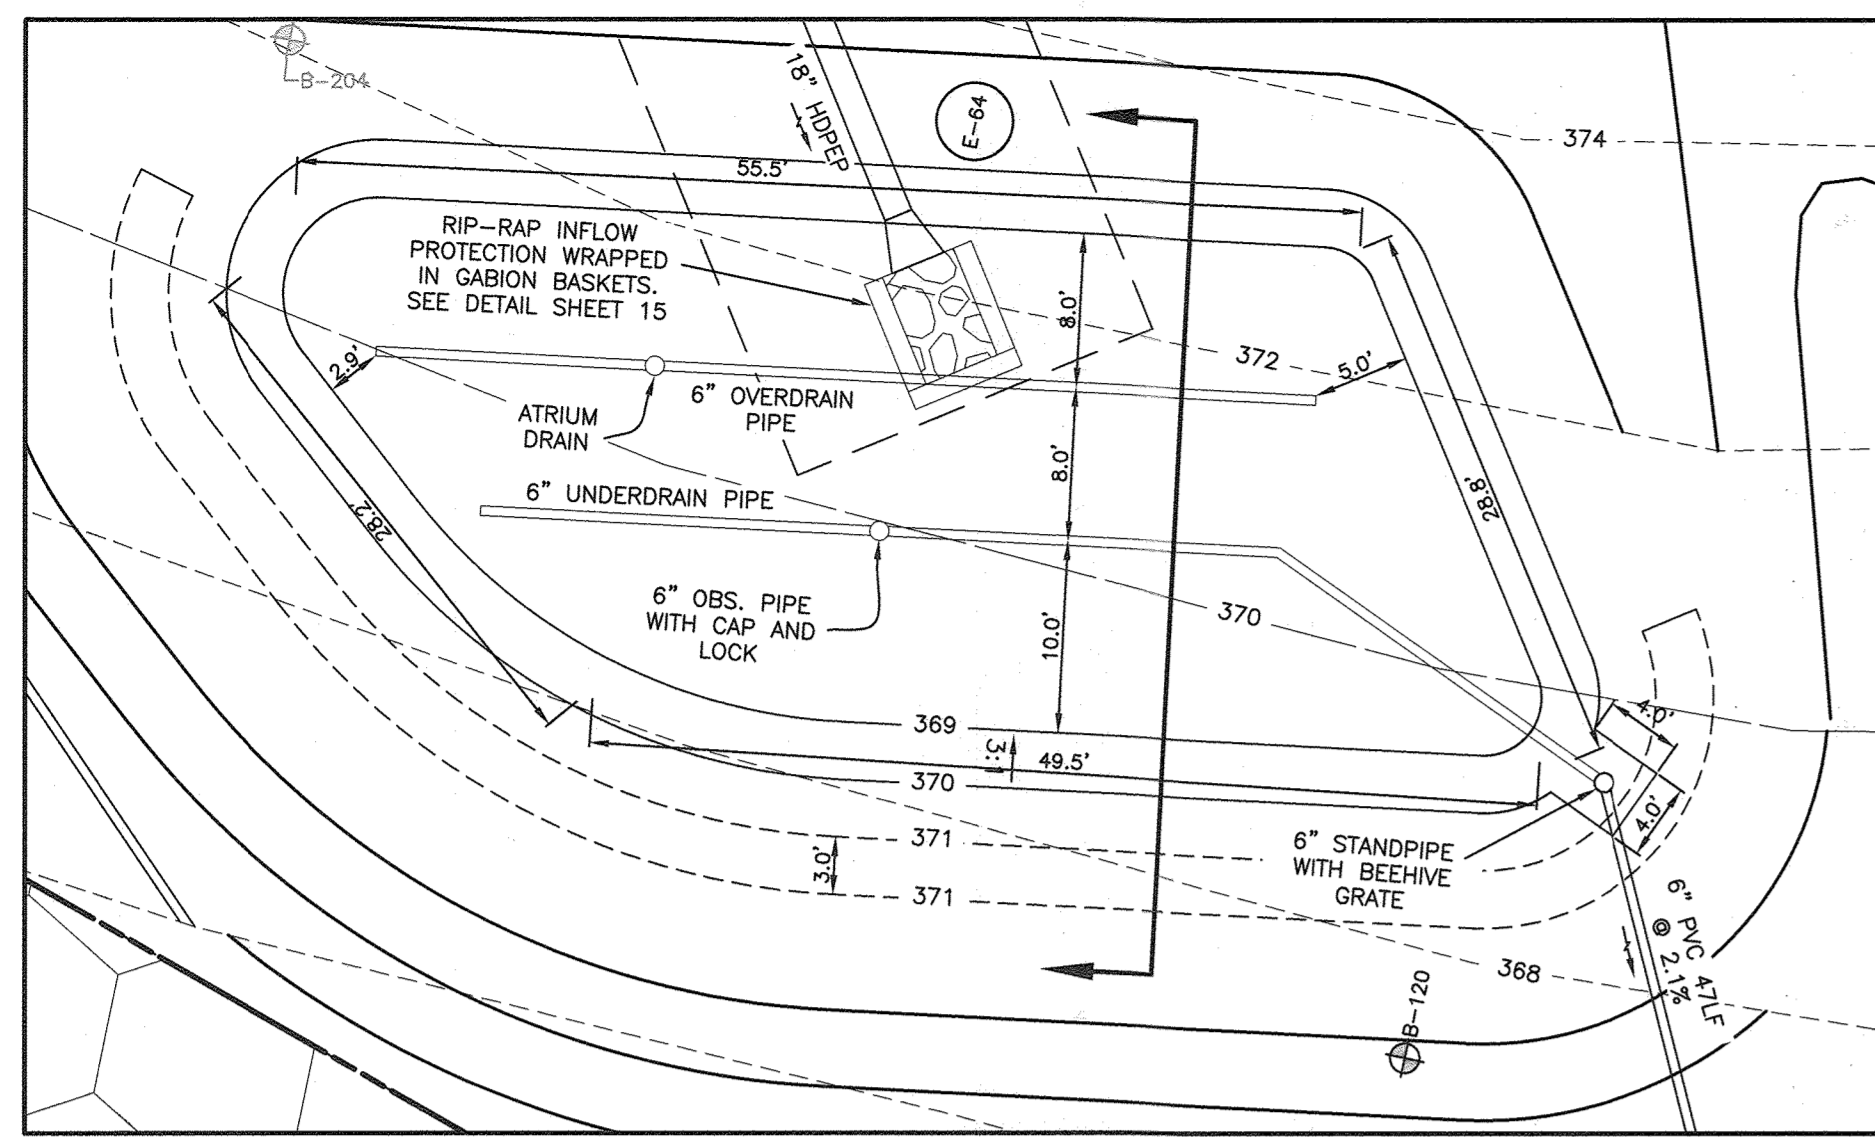 B-204
18" HDPEP
E-64
374
55.5'
RIP-RAP INFLOW
PROTECTION WRAPPED
IN GABION BASKETS.
SEE DETAIL SHEET 15
8.0'
372
5.0'
2.9'
6" OVERDRAIN
PIPE
ATRIUM
DRAIN
8.0'
28.8'
6" UNDERDRAIN PIPE
28.2'
6" OBS. PIPE
WITH CAP AND
LOCK
370
10.0'
369
3:1
49.5'
370
4.0'
4.0'
371
3.0'
371
6" STANDPIPE
WITH BEEHIVE
GRATE
6" PVC 47LF
@ 2.1%
368
B-120